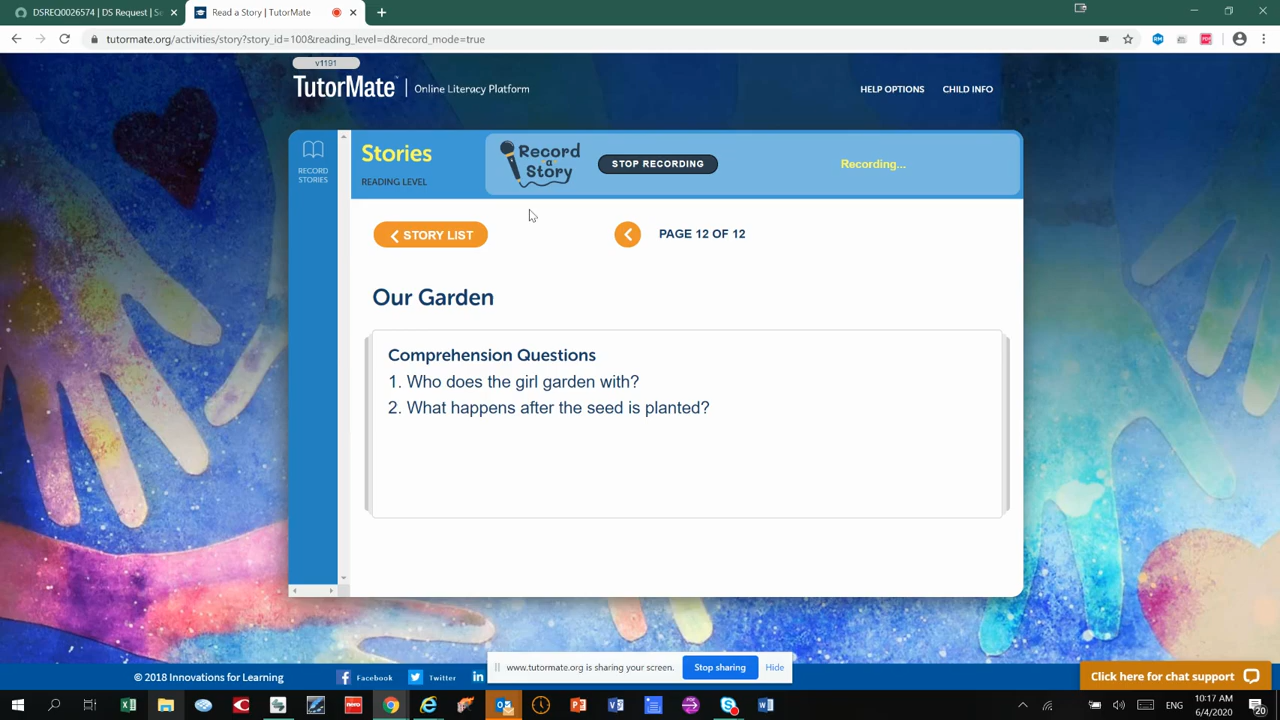 DSREQ0026574 | DS Request | Se
Read a Story | TutorMate
tutormate.org/activities/story?story_id=100&reading_level=d&record_mode=true
v1191
TutorMate™ | Online Literacy Platform
HELP OPTIONS CHILD INFO
RECORD
STORIES
Stories
READING LEVEL
Record
a
Story
STOP RECORDING
Recording...
STORY LIST
PAGE 12 OF 12
Our Garden
Comprehension Questions
1. Who does the girl garden with?
2. What happens after the seed is planted?
www.tutormate.org is sharing your screen. Stop sharing Hide
© 2018 Innovations for Learning Facebook Twitter in
Click here for chat support
ENG
10:17 AM
6/4/2020
20